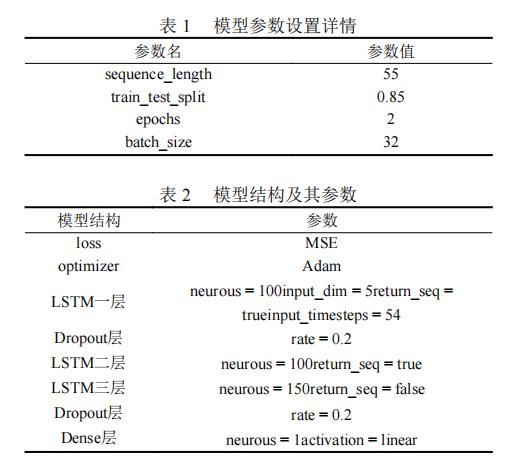 表 1 模型参数设置详情
参数名 参数值
sequence_length 55
train_test_split 0.85
epochs 2
batch_size 32
表 2 模型结构及其参数
模型结构 参数
loss MSE
optimizer Adam
LSTM一层 neurous = 100input_dim = 5return_seq =
trueinput_timesteps = 54
Dropout层 rate = 0.2
LSTM二层 neurous = 100return_seq = true
LSTM三层 neurous = 150return_seq = false
Dropout层 rate = 0.2
Dense层 neurous = 1activation = linear